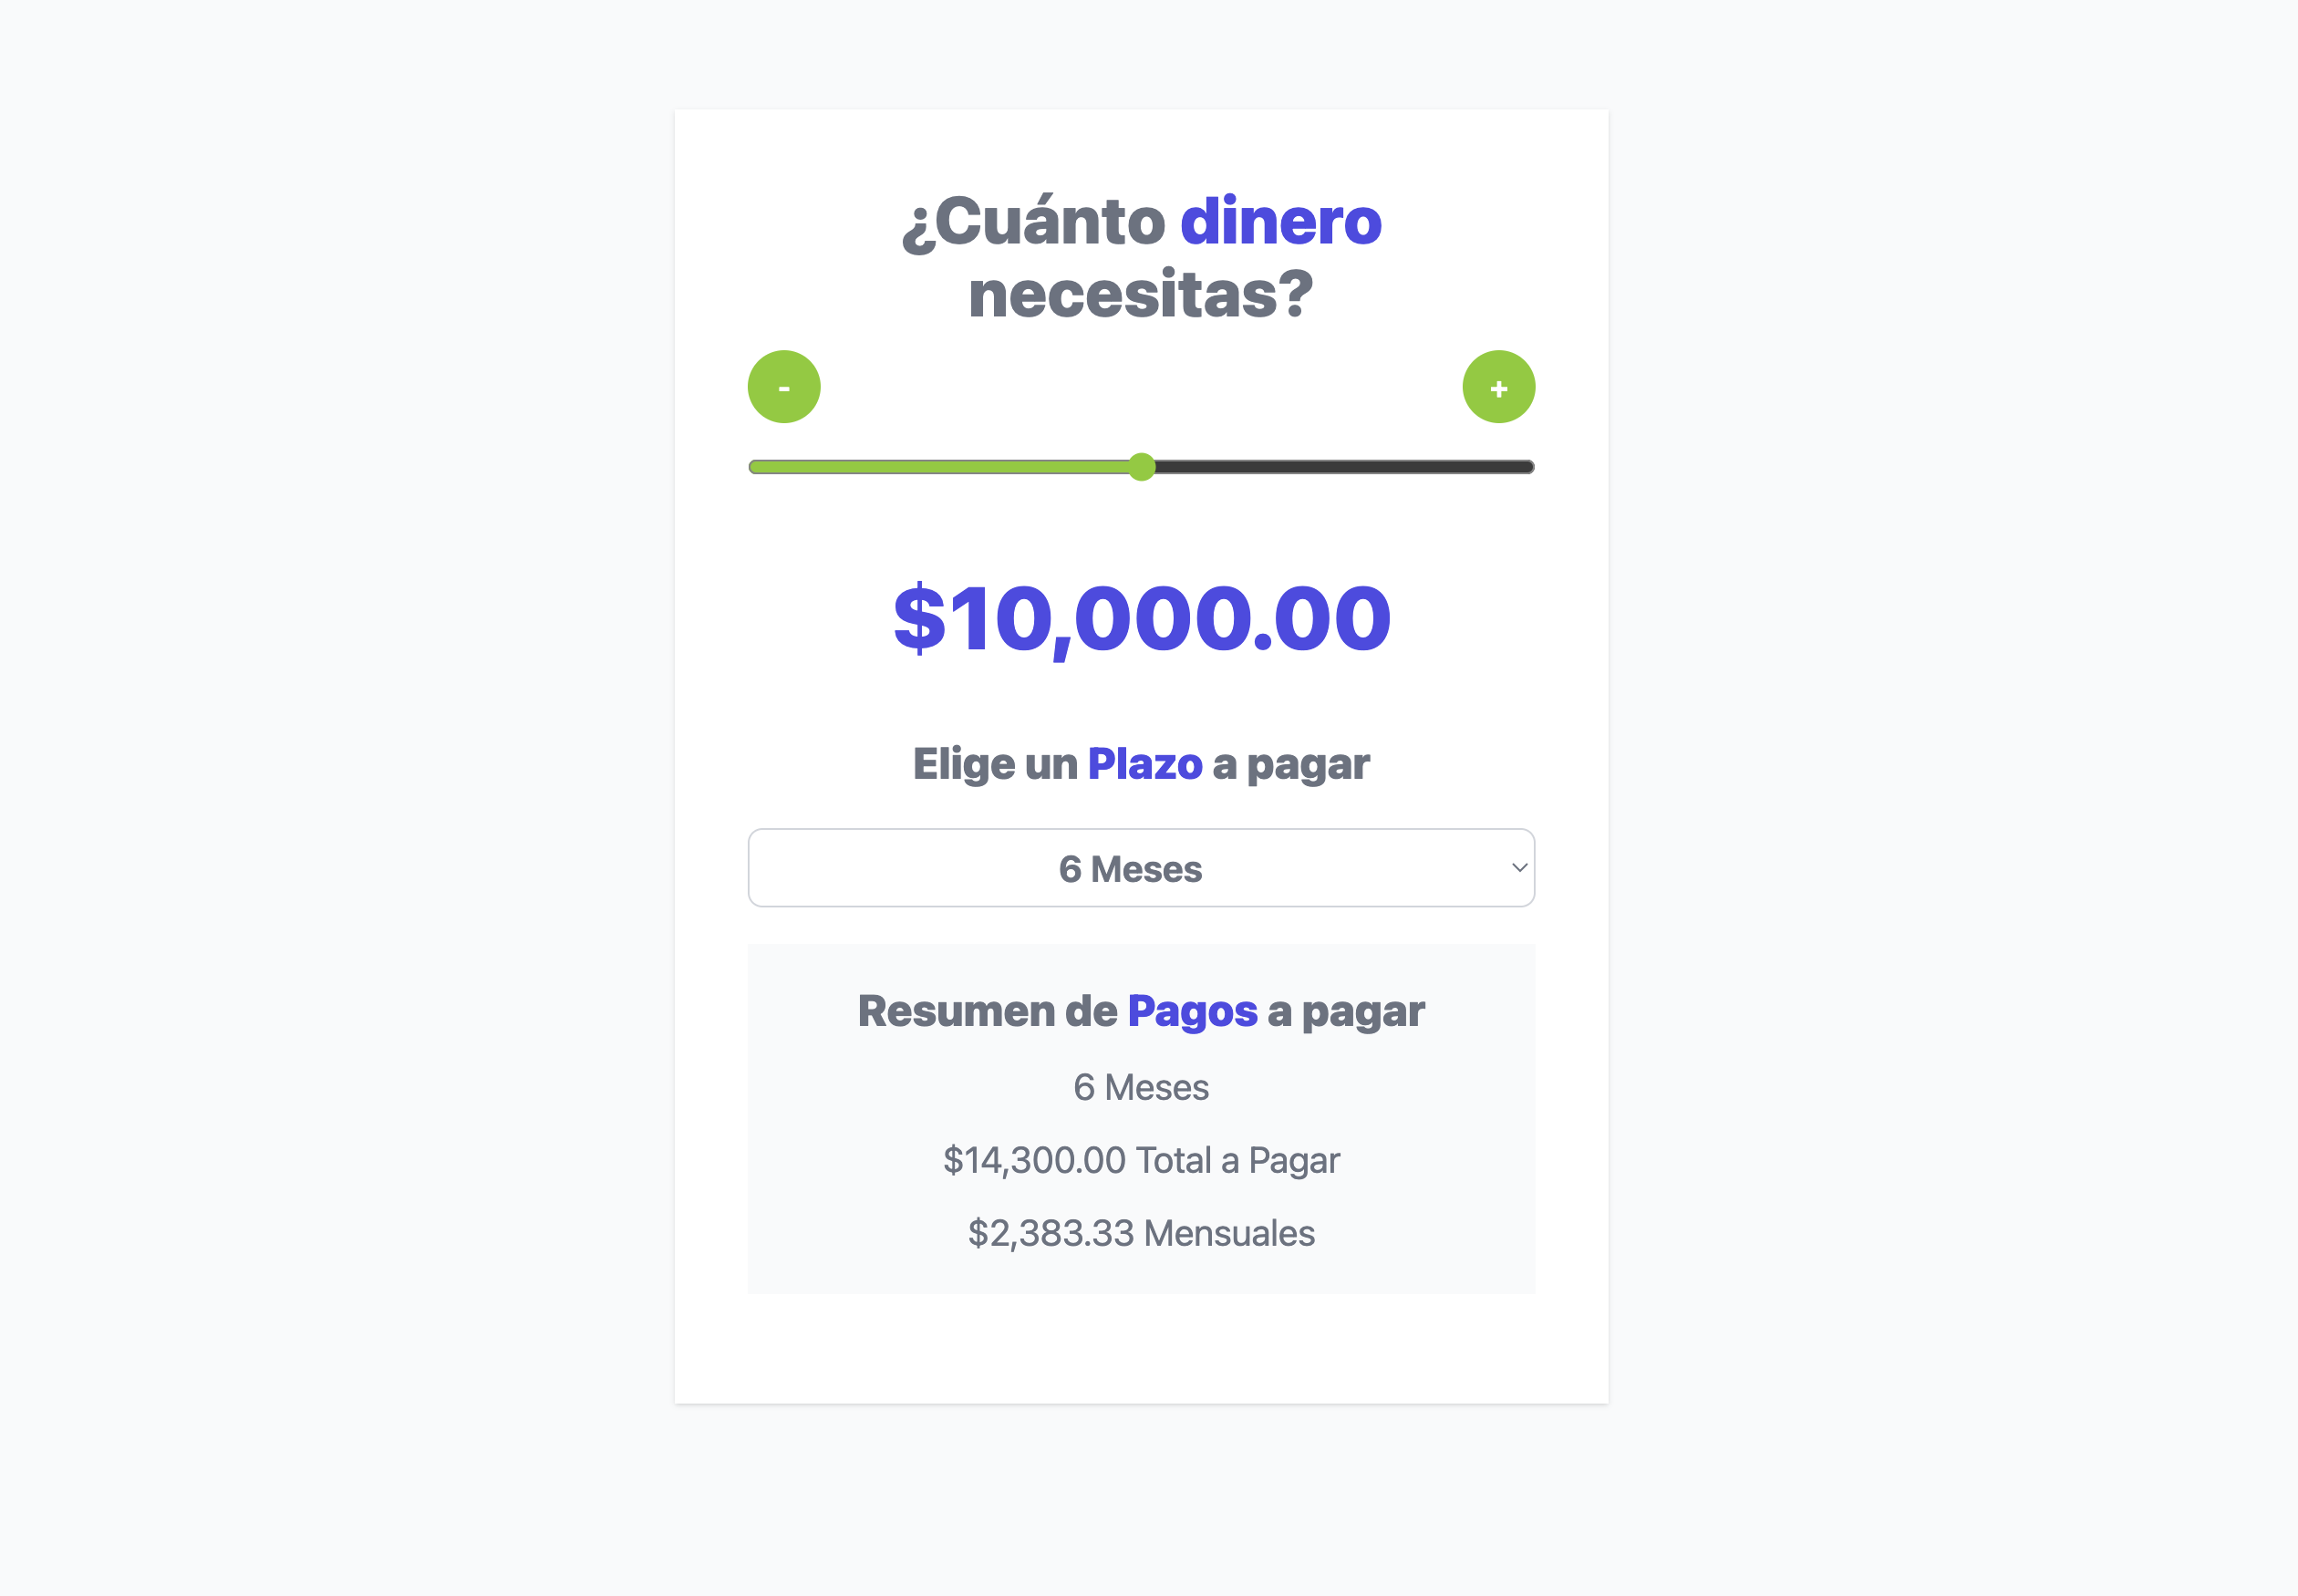 ¿Cuánto dinero
necesitas?
- +
$10,000.00
Elige un Plazo a pagar
6 Meses
Resumen de Pagos a pagar
6 Meses
$14,300.00 Total a Pagar
$2,383.33 Mensuales